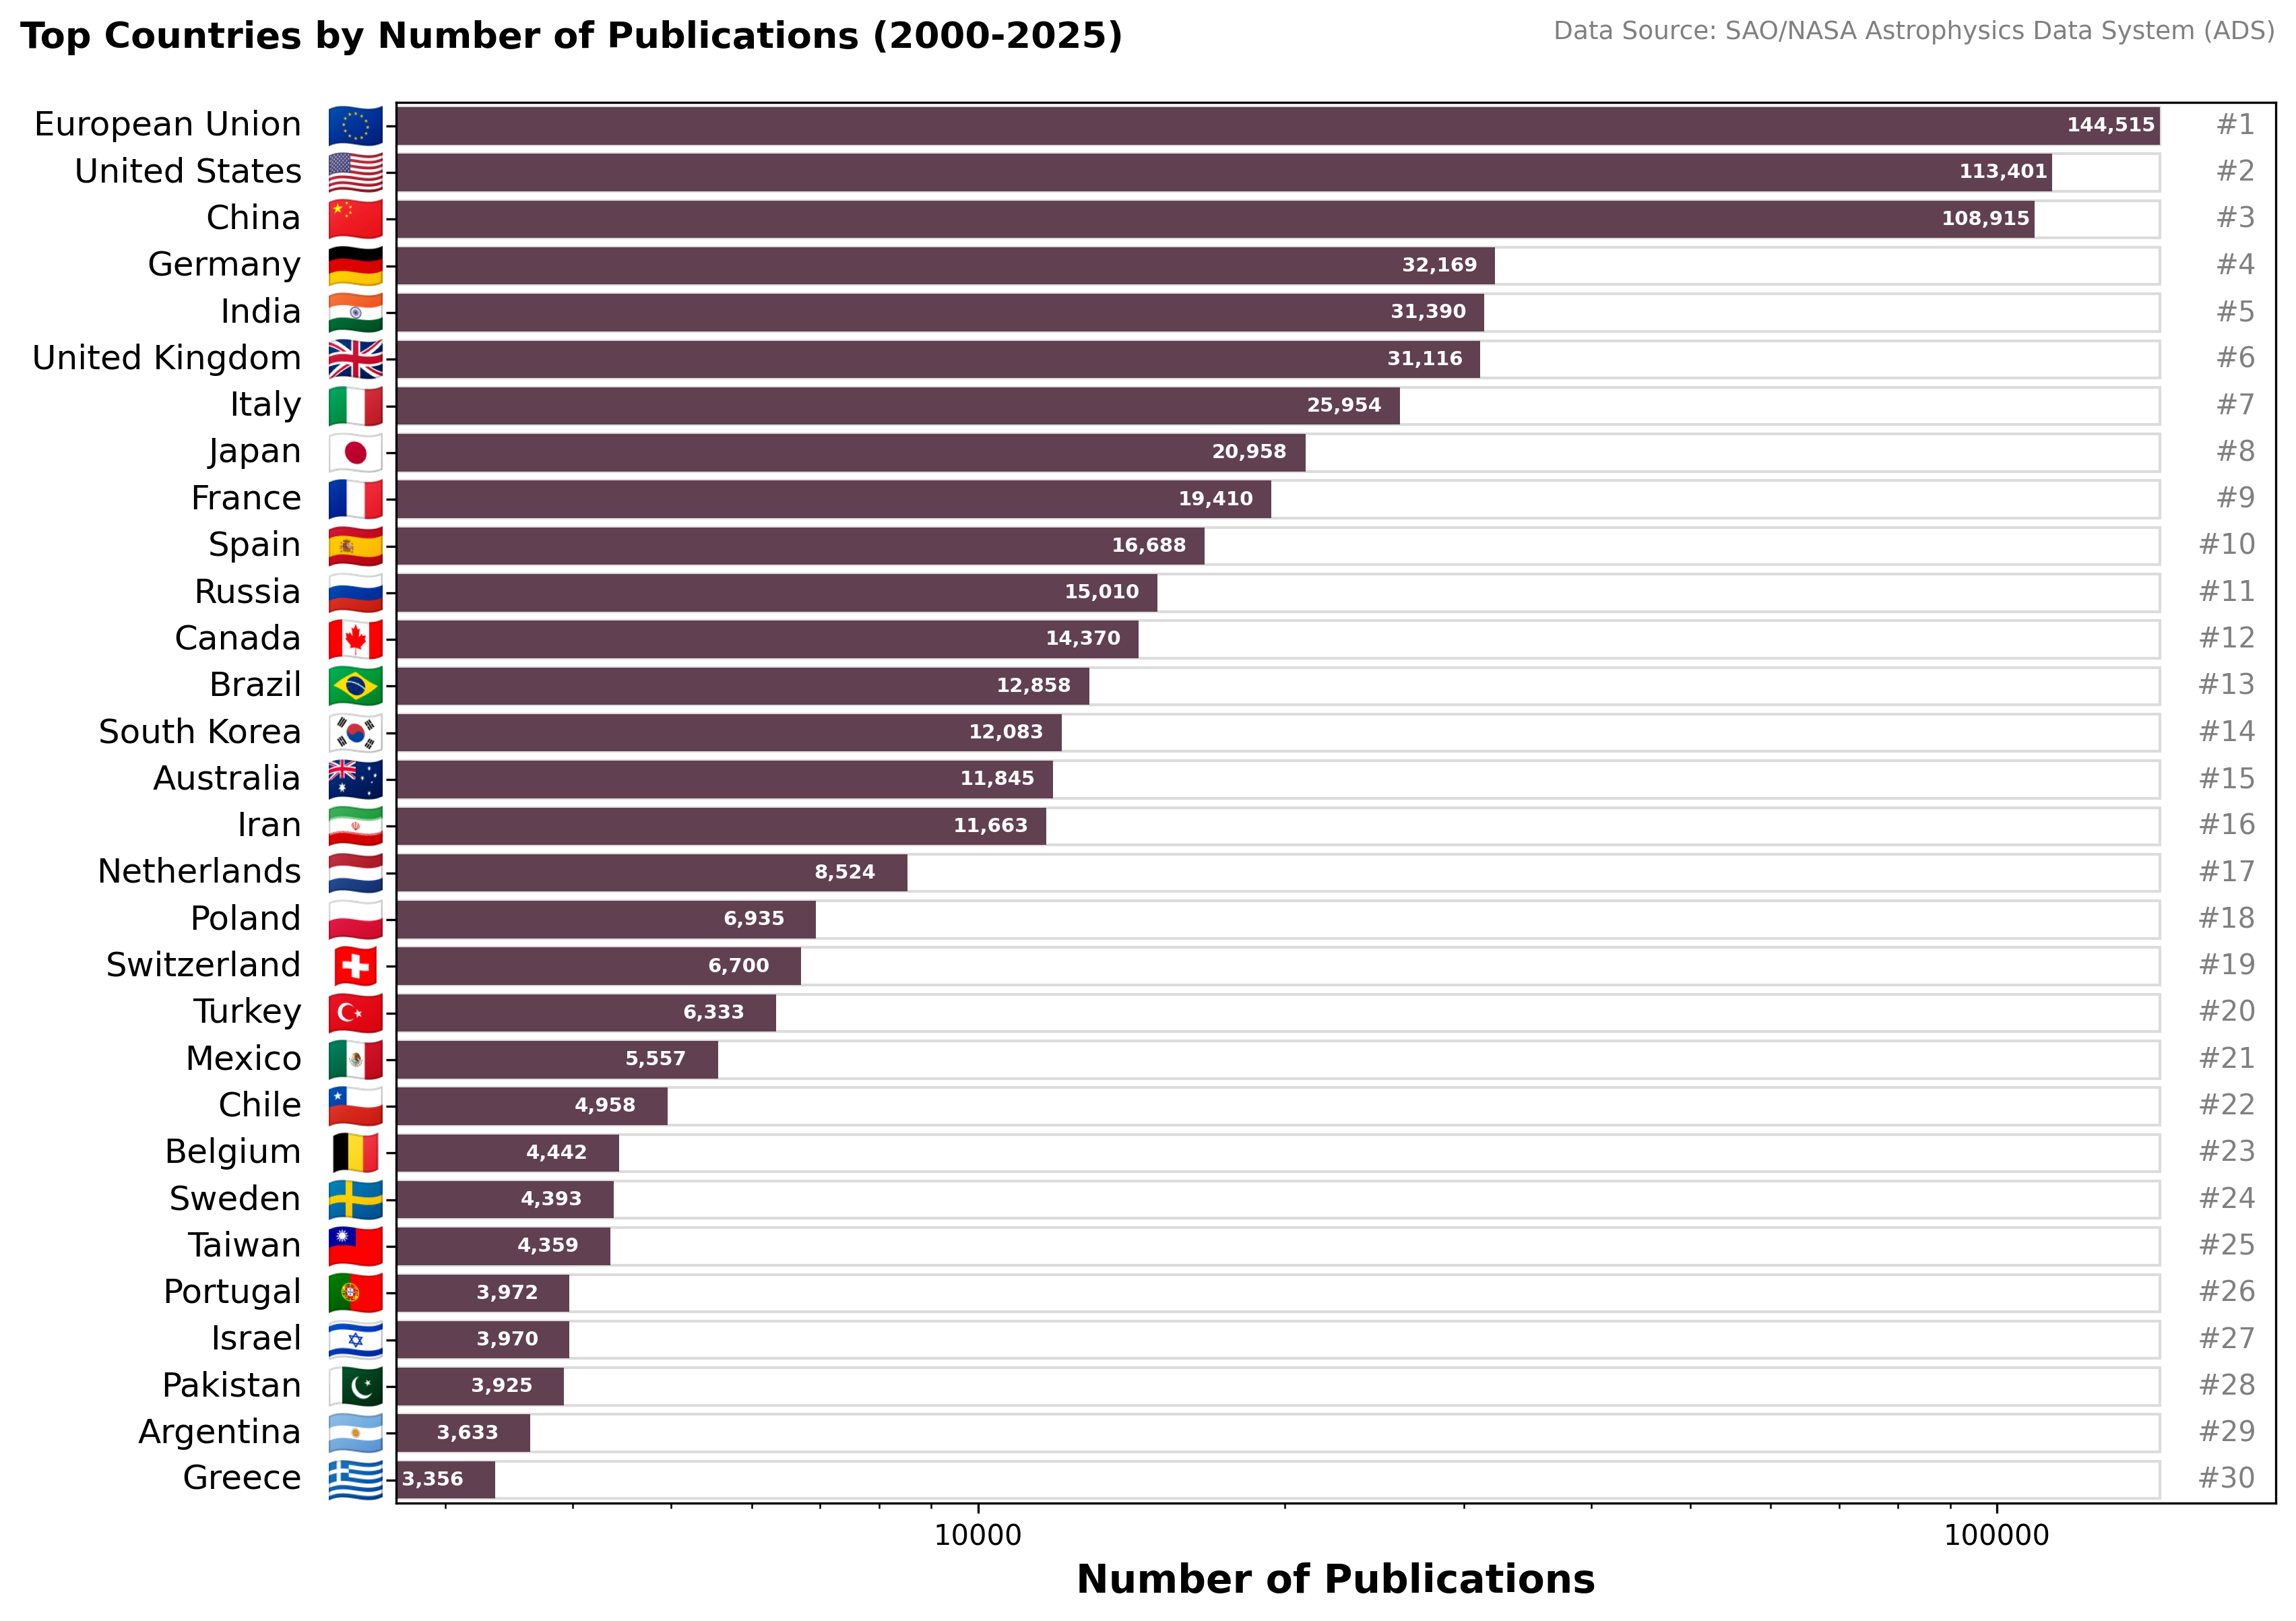 Top Countries by Number of Publications (2000-2025)
Data Source: SAO/NASA Astrophysics Data System (ADS)
European Union 144,515 #1
United States 113,401 #2
China 108,915 #3
Germany 32,169 #4
India 31,390 #5
United Kingdom 31,116 #6
Italy 25,954 #7
Japan 20,958 #8
France 19,410 #9
Spain 16,688 #10
Russia 15,010 #11
Canada 14,370 #12
Brazil 12,858 #13
South Korea 12,083 #14
Australia 11,845 #15
Iran 11,663 #16
Netherlands 8,524 #17
Poland 6,935 #18
Switzerland 6,700 #19
Turkey 6,333 #20
Mexico 5,557 #21
Chile 4,958 #22
Belgium 4,442 #23
Sweden 4,393 #24
Taiwan 4,359 #25
Portugal 3,972 #26
Israel 3,970 #27
Pakistan 3,925 #28
Argentina 3,633 #29
Greece 3,356 #30
10000 100000
Number of Publications